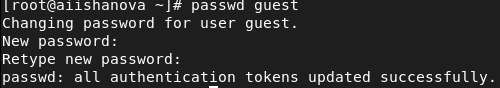 [root@aiishanova ~]# passwd guest
Changing password for user guest.
New password:
Retype new password:
passwd: all authentication tokens updated successfully.